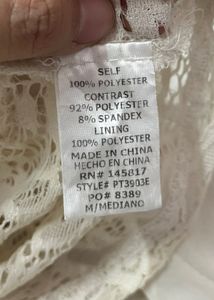 SELF
100% POLYESTER
CONTRAST
92% POLYESTER
8% SPANDEX
LINING
100% POLYESTER
MADE IN CHINA
HECHO EN CHINA
RN# 145817
STYLE# PT3903E
PO# 8389
M/MEDIANO